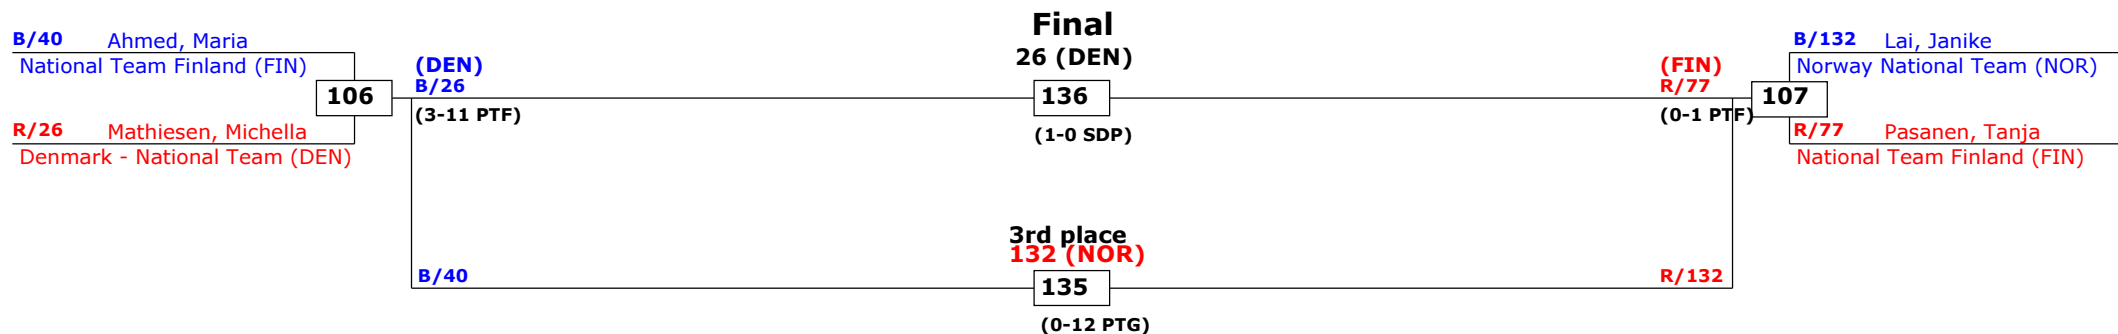 Final
26 (DEN)
B/40 Ahmed, Maria
National Team Finland (FIN)
106
R/26 Mathiesen, Michella
Denmark - National Team (DEN)
(DEN)
B/26
(3-11 PTF)
136
(1-0 SDP)
(FIN)
R/77
(0-1 PTF)
B/132 Lai, Janike
Norway National Team (NOR)
107
R/77 Pasanen, Tanja
National Team Finland (FIN)
3rd place
132 (NOR)
B/40
135
R/132
(0-12 PTG)